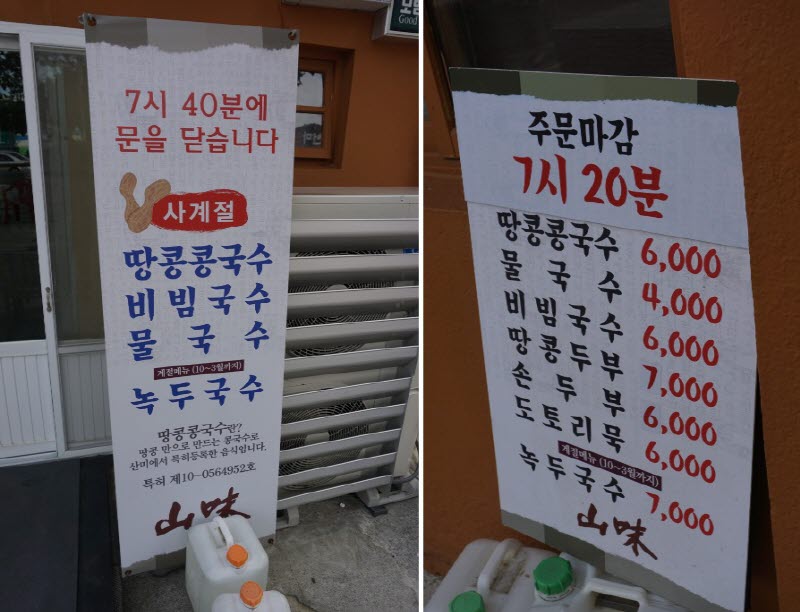 7시 40분에
문을 닫습니다
사계절
땅콩콩국수
비빔국수
물국수
계절메뉴 (10~3월까지)
녹두국수
땅콩콩국수란?
땅콩 만으로 만드는 콩국수로
산미에서 특허등록한 음식입니다.
특허 제10-0564952호
山味
Good
주문마감
7시 20분
땅콩콩국수 6,000
물국수 4,000
비빔국수 6,000
땅콩두부 7,000
손두부 6,000
도토리묵 6,000
계절메뉴 (10~3월까지)
녹두국수 7,000
山味